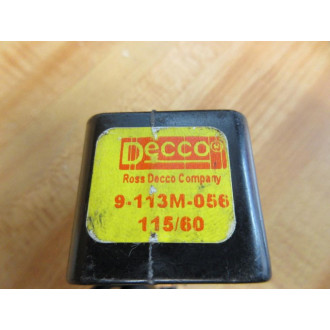 Decco
Ross Decco Company
9-113M-056
115/60